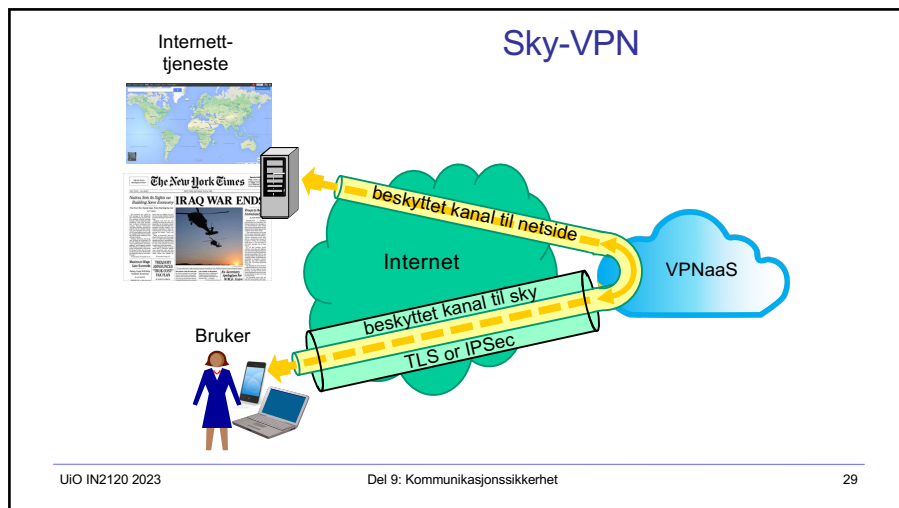 Sky-VPN
Internett-
tjeneste
The New York Times
IRAQ WAR ENDS
beskyttet kanal til netside
Internet
VPNaaS
beskyttet kanal til sky
TLS or IPSec
Bruker
UiO IN2120 2023
Del 9: Kommunikasjonssikkerhet
29